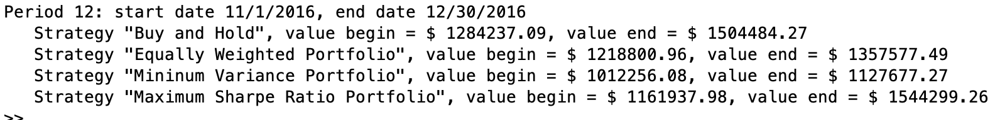 Period 12: start date 11/1/2016, end date 12/30/2016
Strategy "Buy and Hold", value begin = $ 1284237.09, value end = $ 1504484.27
Strategy "Equally Weighted Portfolio", value begin = $ 1218800.96, value end = $ 1357577.49
Strategy "Mininum Variance Portfolio", value begin = $ 1012256.08, value end = $ 1127677.27
Strategy "Maximum Sharpe Ratio Portfolio", value begin = $ 1161937.98, value end = $ 1544299.26
>>